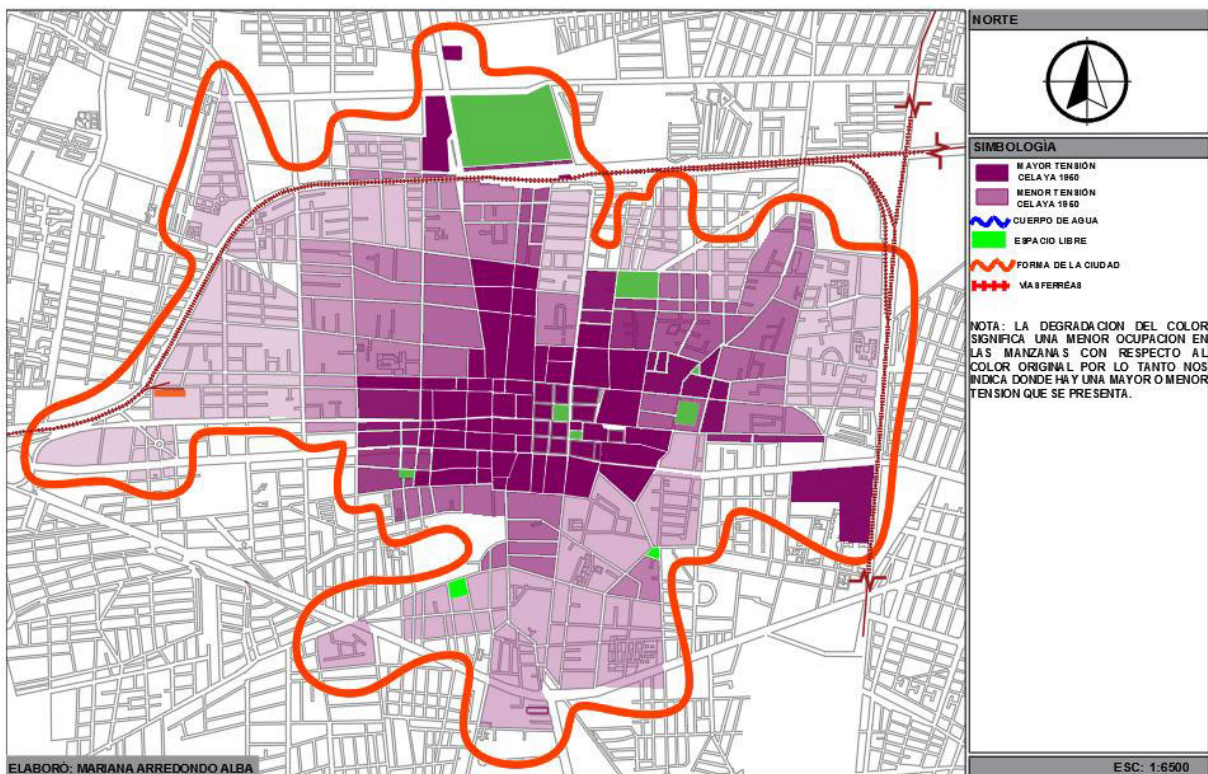 NORTE
SIMBOLOGÍA
MAYOR TENSIÓN
CELAYA 1960
MENOR TENSIÓN
CELAYA 1960
CUERPO DE AGUA
ESPACIO LIBRE
FORMA DE LA CIUDAD
VÍAS FERRÉAS
NOTA: LA DEGRADACION DEL COLOR
SIGNIFICA UNA MENOR OCUPACION EN
LAS MANZANAS CON RESPECTO AL
COLOR ORIGINAL POR LO TANTO NOS
INDICA DONDE HAY UNA MAYOR O MENOR
TENSION QUE SE PRESENTA.
ELABORÓ: MARIANA ARREDONDO ALBA
ESC: 1:6500